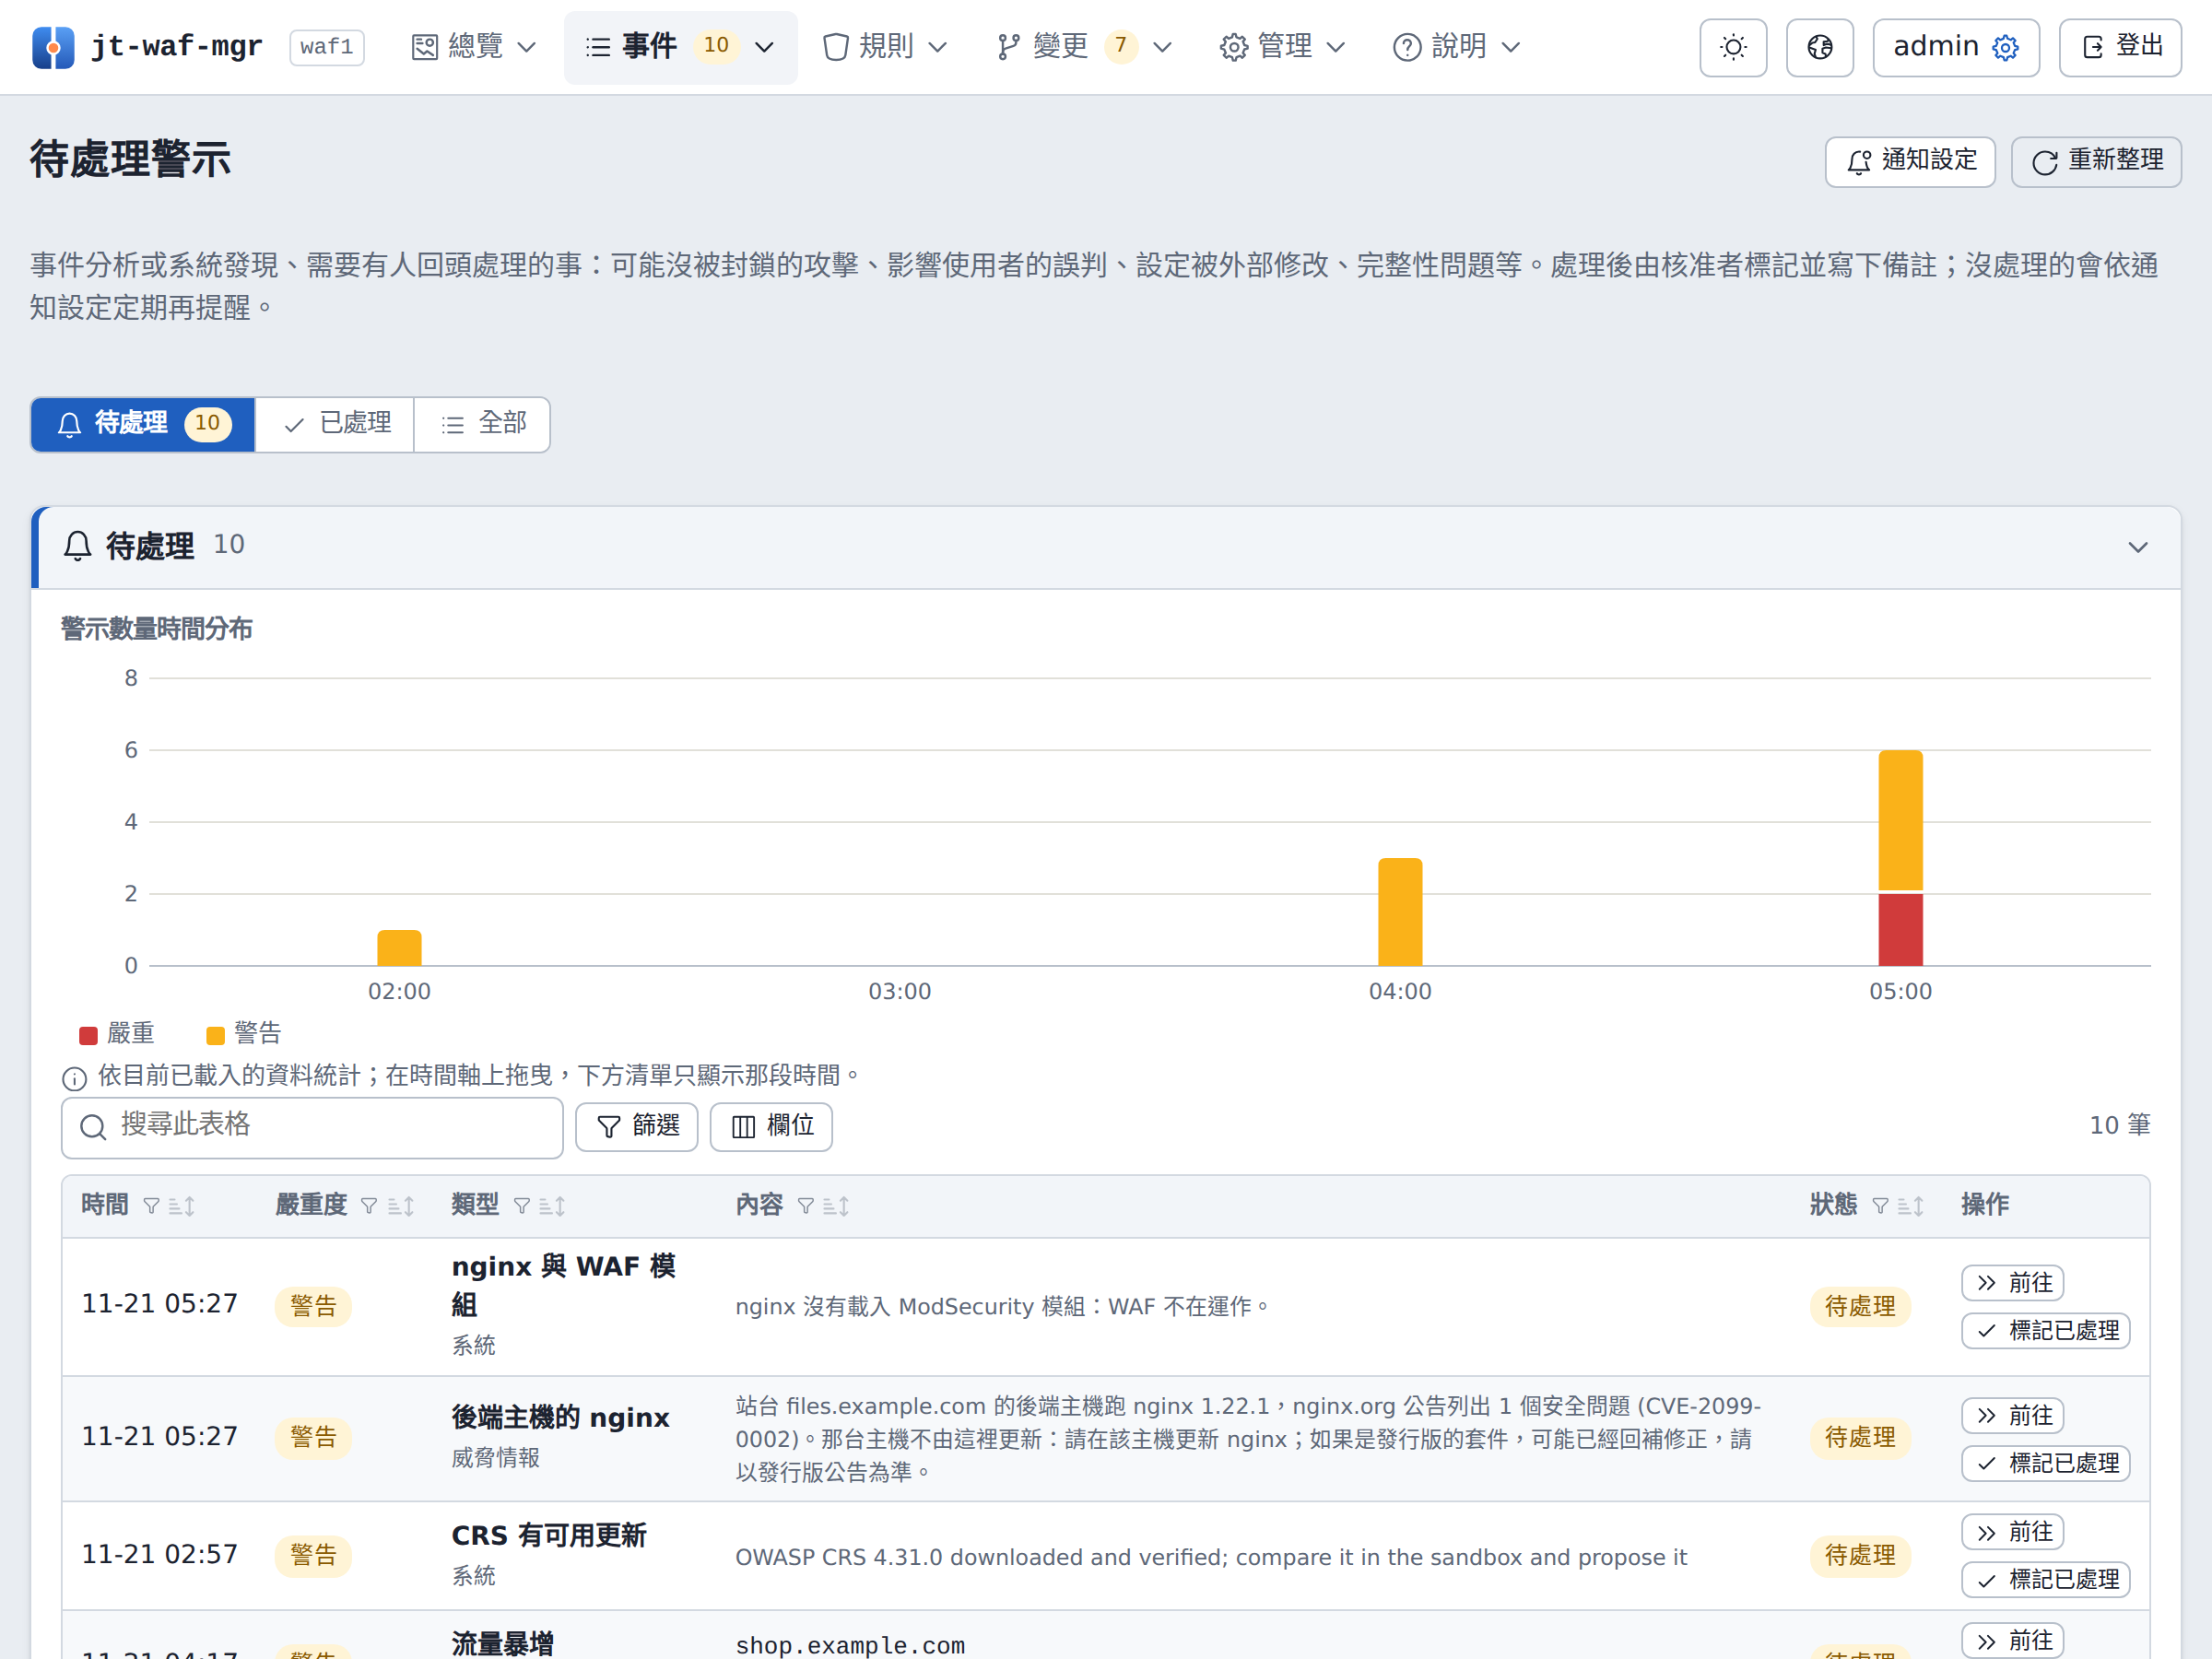 jt-waf-mgr waf1 總覽 事件 10 規則 變更 7 管理 說明 admin 登出
待處理警示 通知設定 重新整理
事件分析或系統發現、需要有人回頭處理的事：可能沒被封鎖的攻擊、影響使用者的誤判、設定被外部修改、完整性問題等。處理後由核准者標記並寫下備註；沒處理的會依通
知設定定期再提醒。
待處理 10 已處理 全部
待處理 10
警示數量時間分布
8
6
4
2
0
02:00 03:00 04:00 05:00
嚴重 警告
依目前已載入的資料統計；在時間軸上拖曳，下方清單只顯示那段時間。
搜尋此表格 篩選 欄位 10 筆
時間 嚴重度 類型 內容 狀態 操作
11-21 05:27 警告 nginx 與 WAF 模
組
系統
nginx 沒有載入 ModSecurity 模組：WAF 不在運作。
待處理
前往
標記已處理
11-21 05:27 警告 後端主機的 nginx
威脅情報
站台 files.example.com 的後端主機跑 nginx 1.22.1，nginx.org 公告列出 1 個安全問題 (CVE-2099-
0002)。那台主機不由這裡更新：請在該主機更新 nginx；如果是發行版的套件，可能已經回補修正，請
以發行版公告為準。
待處理
前往
標記已處理
11-21 02:57 警告 CRS 有可用更新
系統
OWASP CRS 4.31.0 downloaded and verified; compare it in the sandbox and propose it
待處理
前往
標記已處理
11-21 04:17 警告 流量暴增
shop.example.com
待處理
前往